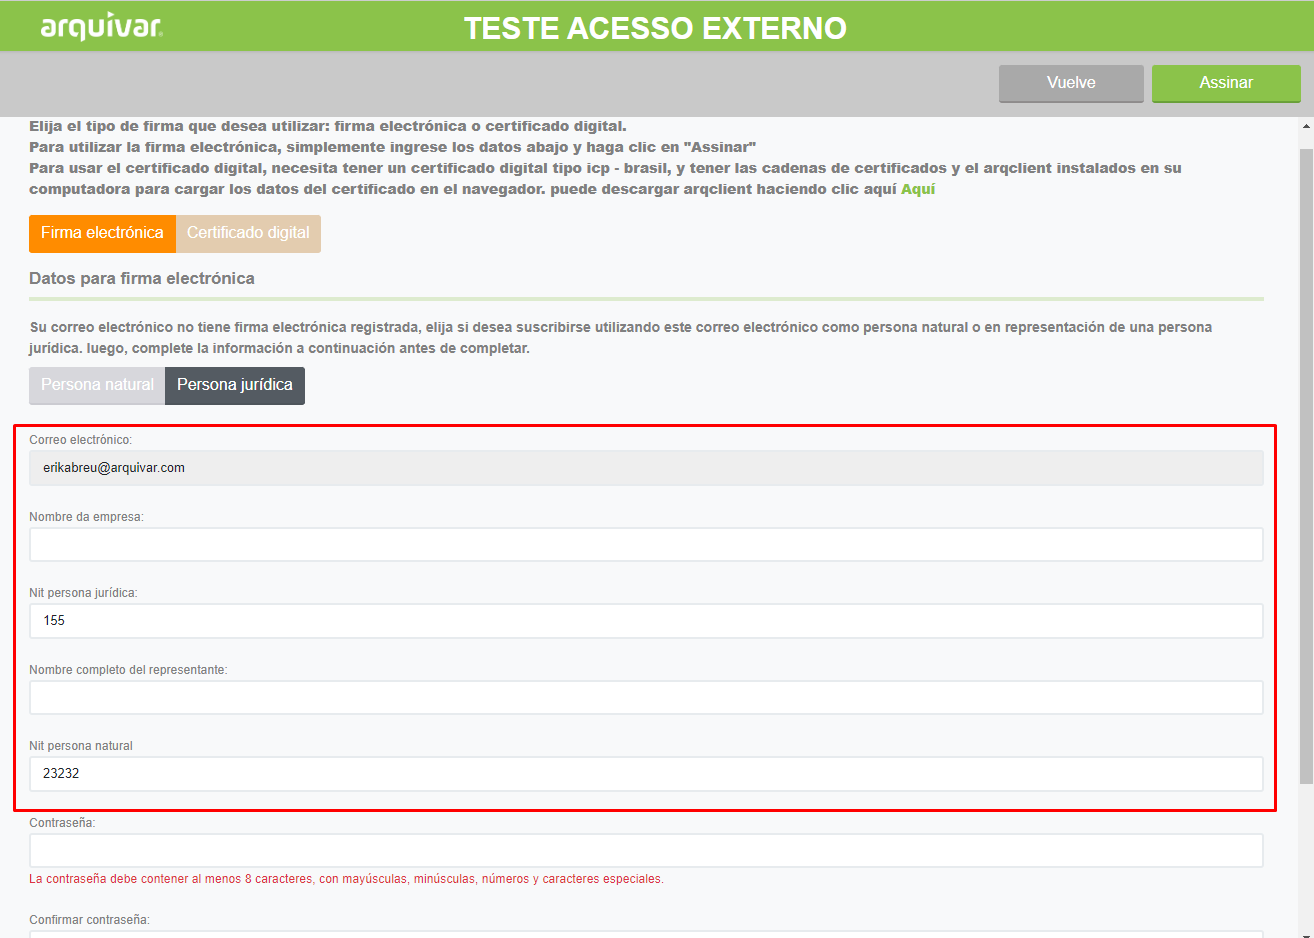 arquivar
TESTE ACESSO EXTERNO
Vuelve
Assinar
Elija el tipo de firma que desea utilizar: firma electrónica o certificado digital.
Para utilizar la firma electrónica, simplemente ingrese los datos abajo y haga clic en "Assinar"
Para usar el certificado digital, necesita tener un certificado digital tipo icp - brasil, y tener las cadenas de certificados y el arqclient instalados en su
computadora para cargar los datos del certificado en el navegador. puede descargar arqclient haciendo clic aquí Aquí
Firma electrónica
Certificado digital
Datos para firma electrónica
Su correo electrónico no tiene firma electrónica registrada, elija si desea suscribirse utilizando este correo electrónico como persona natural o en representación de una persona
jurídica. luego, complete la información a continuación antes de completar.
Persona natural
Persona jurídica
Correo electrónico:
erikabreu@arquivar.com
Nombre da empresa:
Nit persona jurídica:
155
Nombre completo del representante:
Nit persona natural
23232
Contraseña:
La contraseña debe contener al menos 8 caracteres, con mayúsculas, minúsculas, números y caracteres especiales.
Confirmar contraseña: